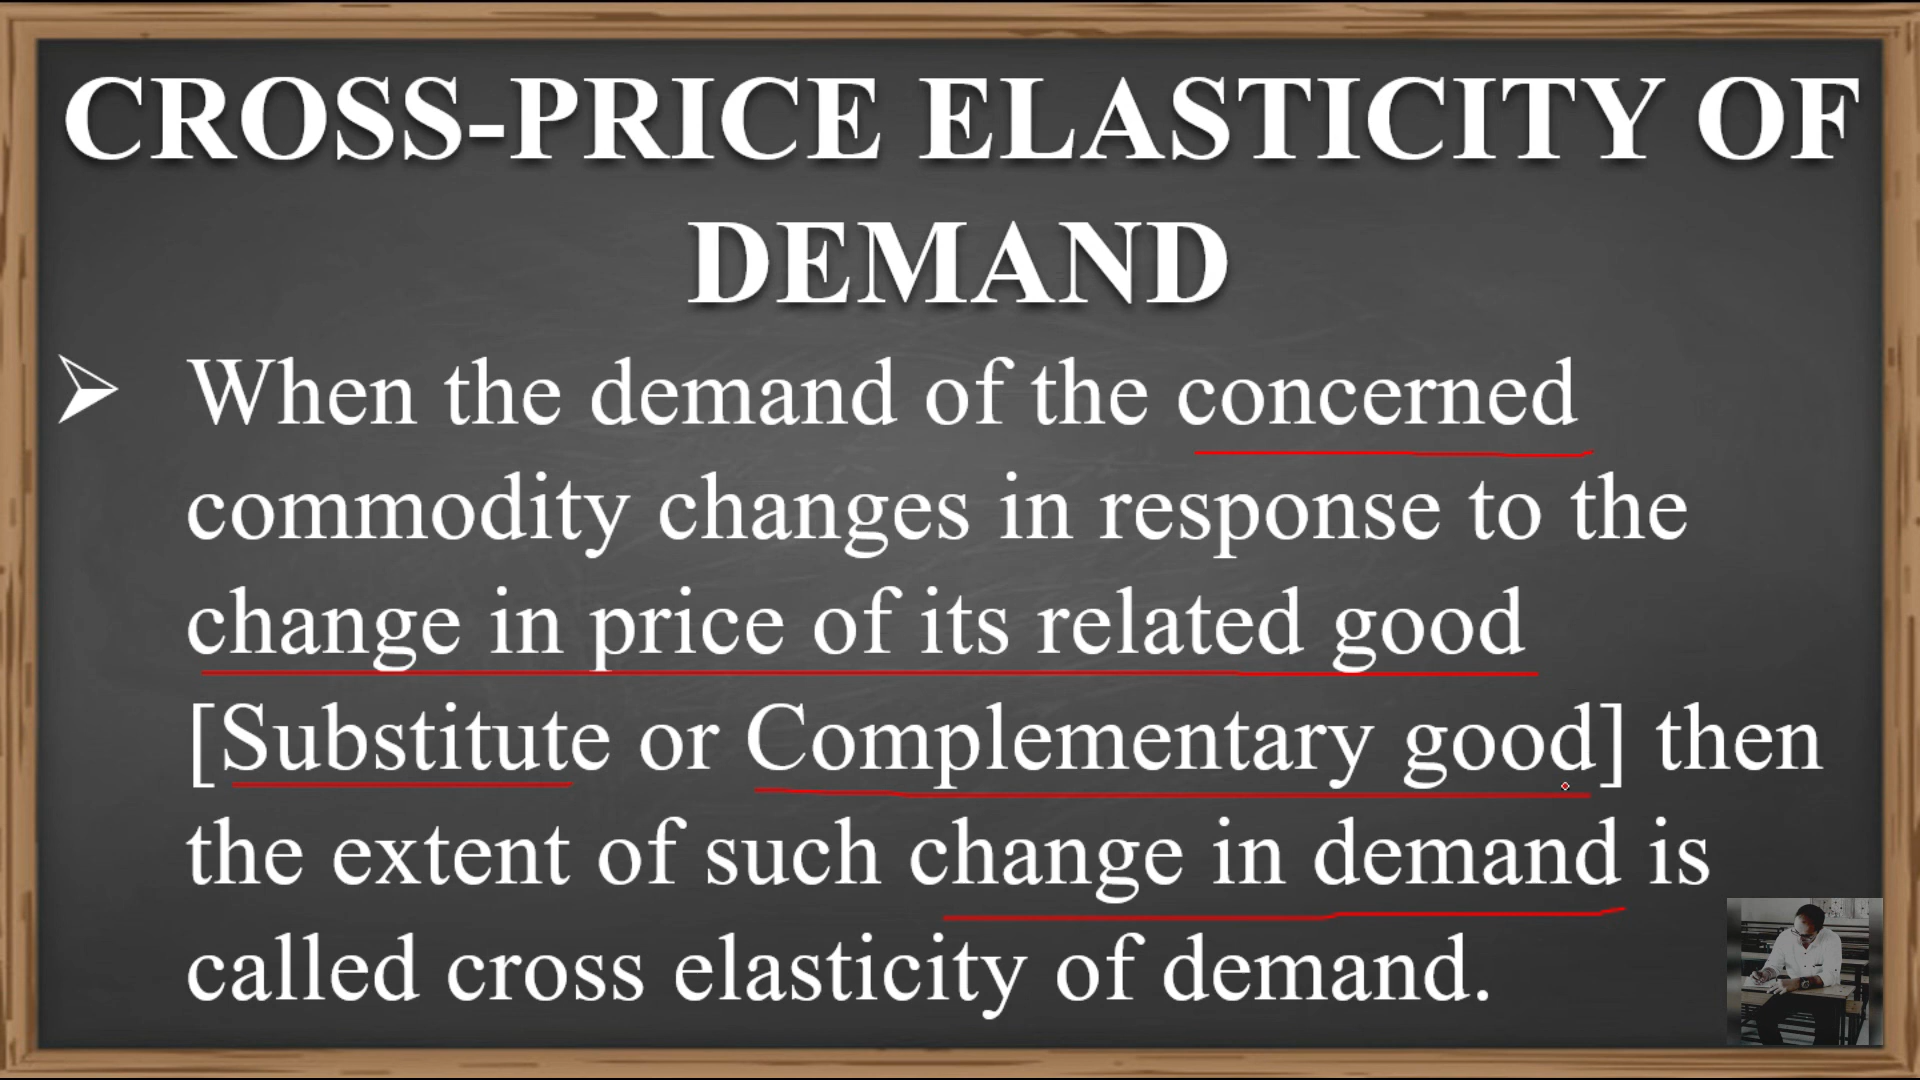 CROSS-PRICE ELASTICITY OF
DEMAND
When the demand of the concerned
commodity changes in response to the
change in price of its related good
[Substitute or Complementary good] then
the extent of such change in demand is
called cross elasticity of demand.